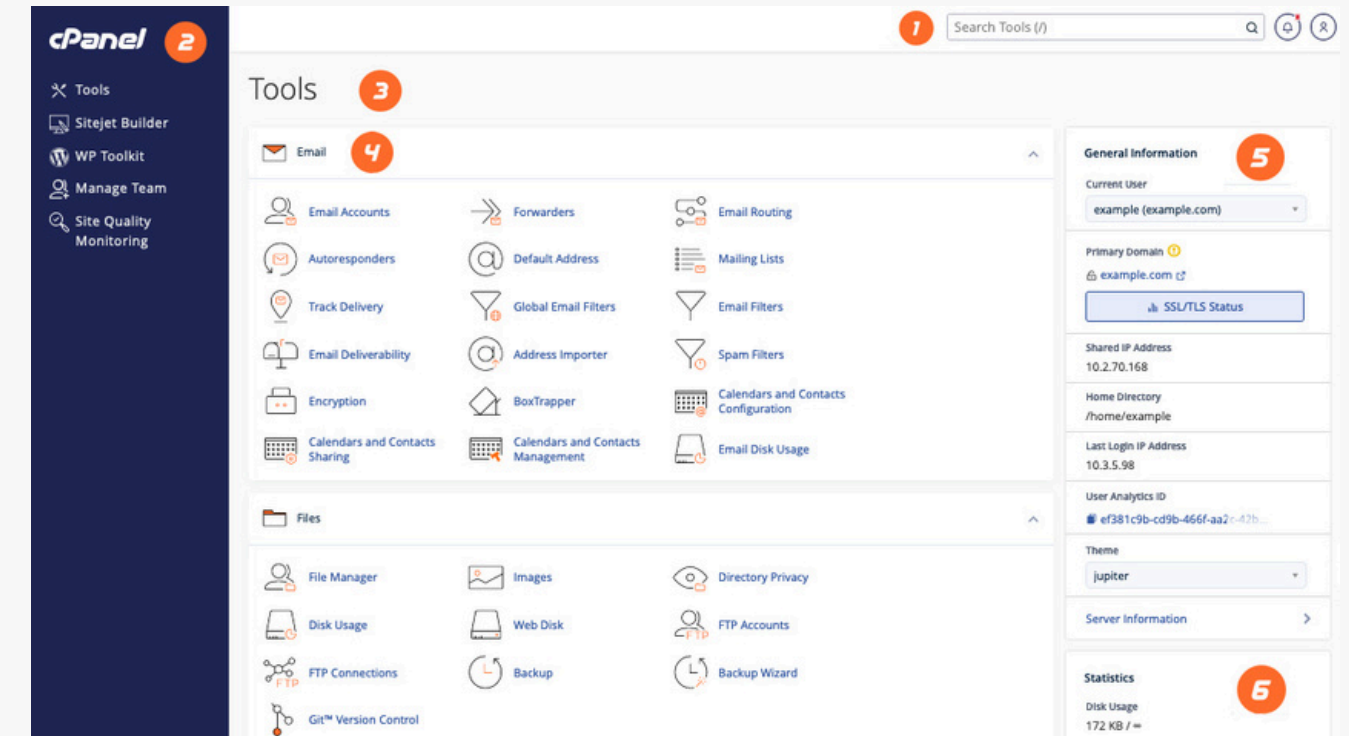 cPanel 2
1 Search Tools (/)
Tools
Sitejet Builder
WP Toolkit
Manage Team
Site Quality
Monitoring
Tools 3
Email 4
Email Accounts
Forwarders
Email Routing
Autoresponders
Default Address
Mailing Lists
Track Delivery
Global Email Filters
Email Filters
Email Deliverability
Address Importer
Spam Filters
Encryption
BoxTrapper
Calendars and Contacts
Configuration
Calendars and Contacts
Sharing
Calendars and Contacts
Management
Email Disk Usage
Files
File Manager
Images
Directory Privacy
Disk Usage
Web Disk
FTP
FTP Accounts
FTP
FTP Connections
Backup
Backup Wizard
Git™ Version Control
General Information 5
Current User
example (example.com)
Primary Domain
example.com
SSL/TLS Status
Shared IP Address
10.2.70.168
Home Directory
/home/example
Last Login IP Address
10.3.5.98
User Analytics ID
ef381c9b-cd9b-466f-aa2c-42b...
Theme
jupiter
Server Information
Statistics 6
Disk Usage
172 KB / ∞